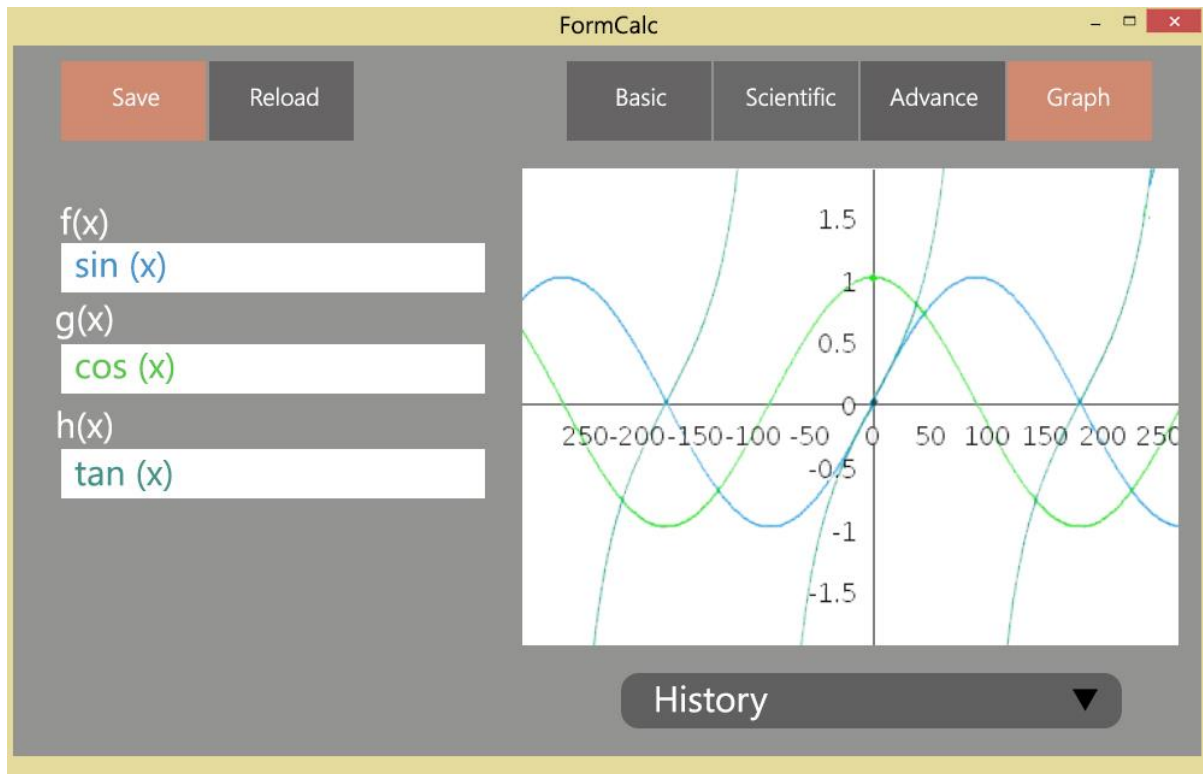 FormCalc
Save Reload Basic Scientific Advance Graph
f(x)
sin (x)
g(x)
cos (x)
h(x)
tan (x)
1.5
1
0.5
0
250-200-150-100 -50 0 50 100 150 200 250
-0.5
-1
-1.5
History